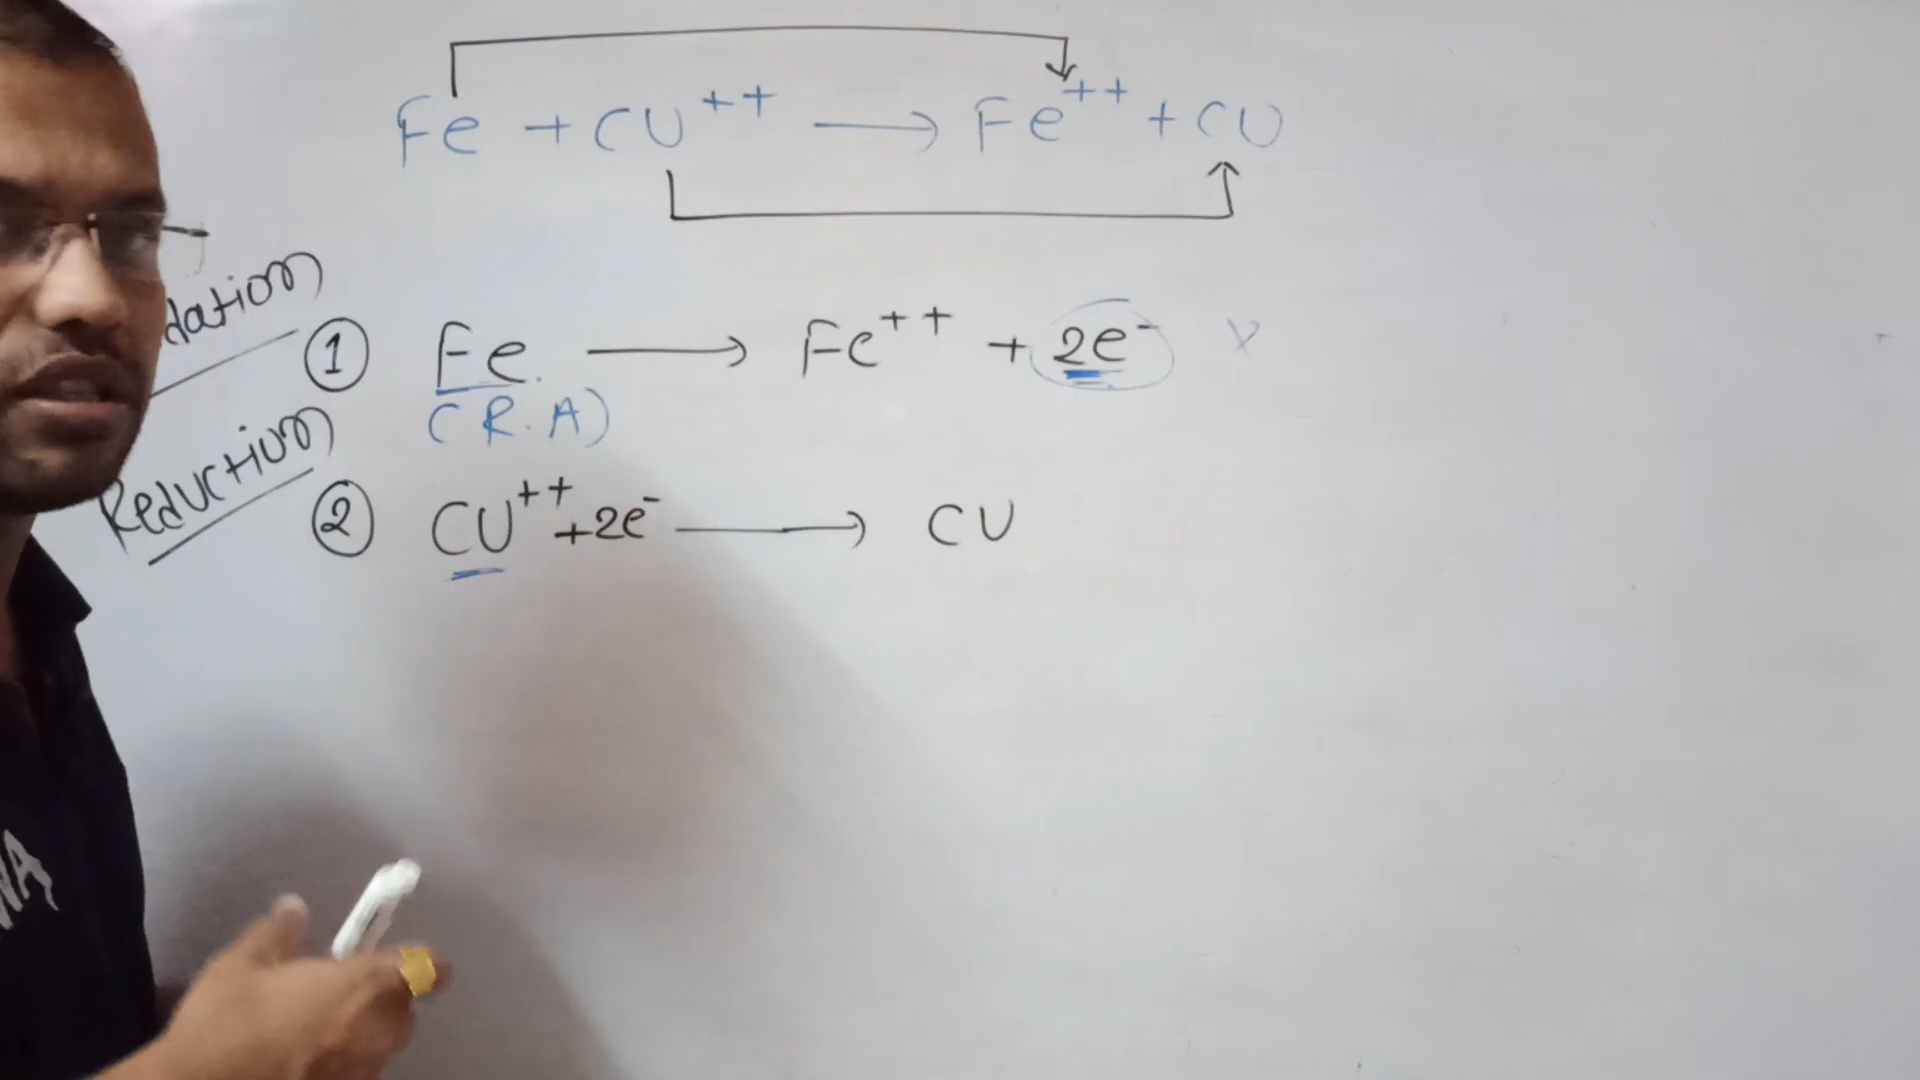 Fe + CU++ → Fe++ + CU
dation
① Fe → Fe++ + 2e-
(R.A)
Reduction
② CU++ +2e- → CU